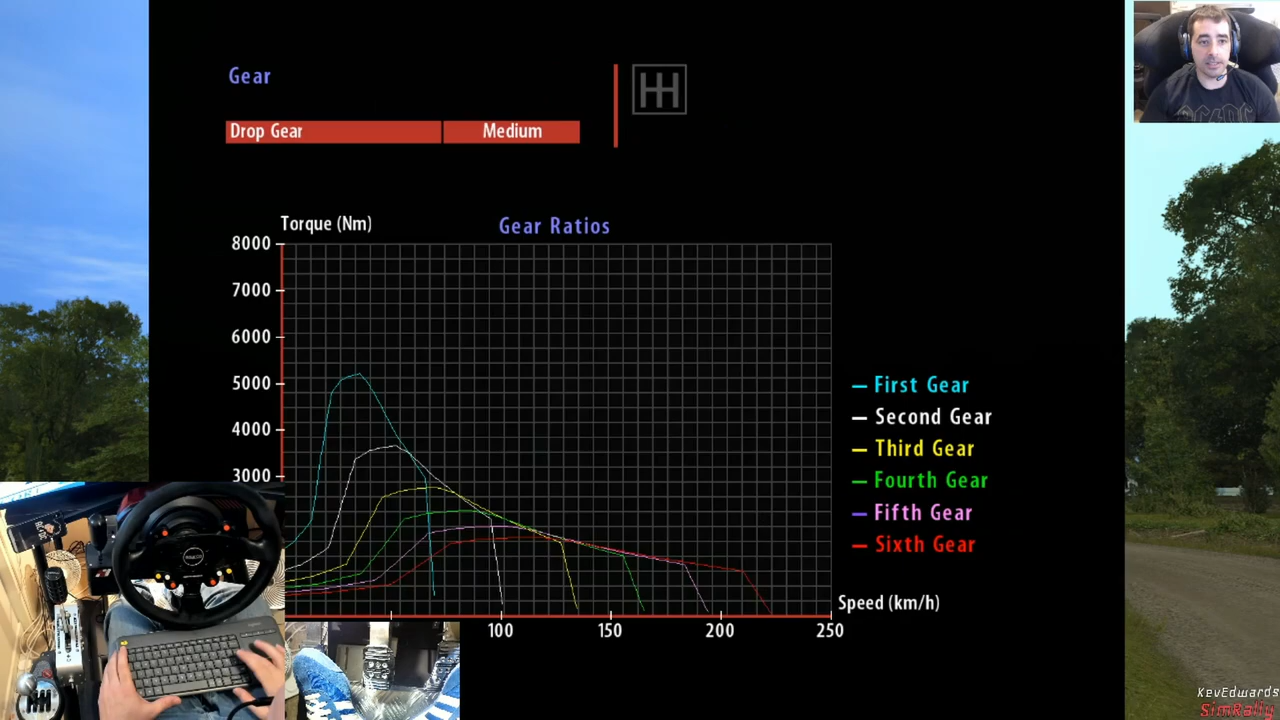 Gear
Drop Gear Medium
Torque (Nm) Gear Ratios
8000
7000
6000
5000
4000
3000
First Gear
Second Gear
Third Gear
Fourth Gear
Fifth Gear
Sixth Gear
Speed (km/h)
100 150 200 250
KevEdwards
SimRally